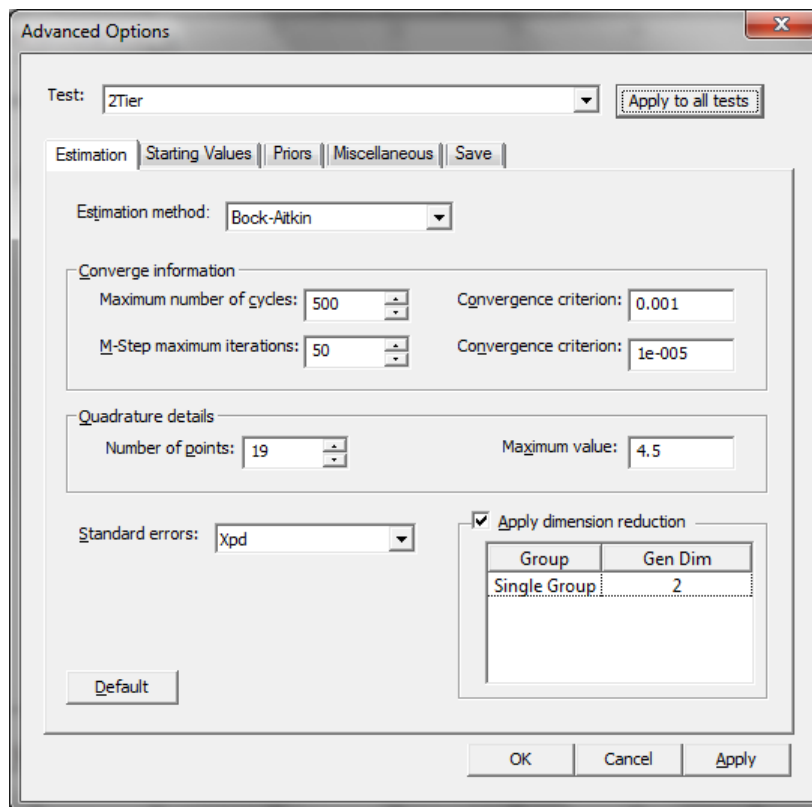 Advanced Options
Test: 2Tier Apply to all tests
Estimation Starting Values Priors Miscellaneous Save
Estimation method: Bock-Aitkin
Converge information
Maximum number of cycles: 500 Convergence criterion: 0.001
M-Step maximum iterations: 50 Convergence criterion: 1e-005
Quadrature details
Number of points: 19 Maximum value: 4.5
Standard errors: Xpd
Apply dimension reduction
Group Gen Dim
Single Group 2
Default
OK Cancel Apply